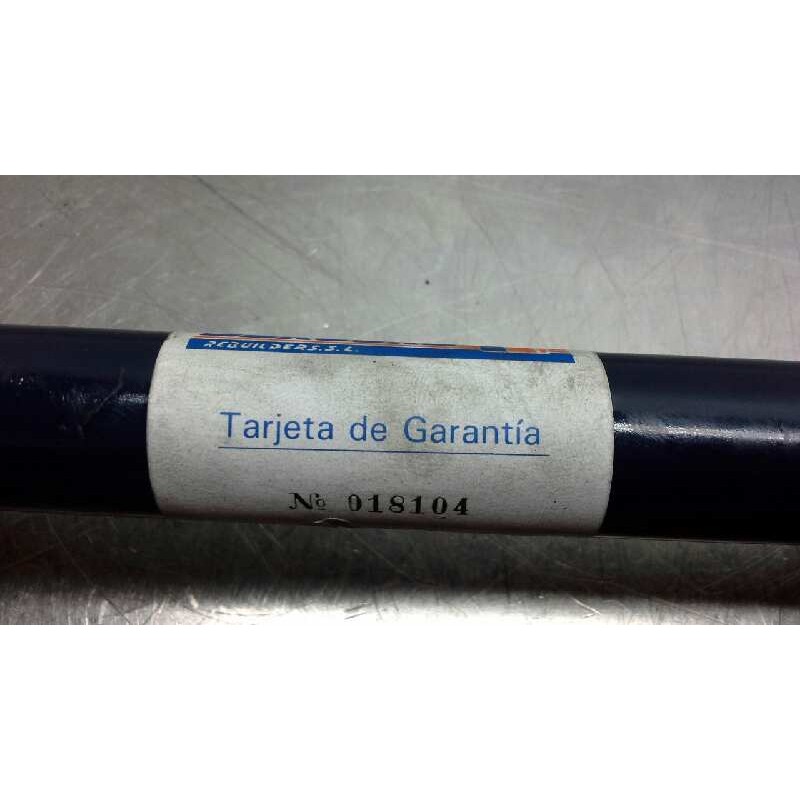 REBUILDERS.S.L.
Tarjeta de Garantía
Nº 018104